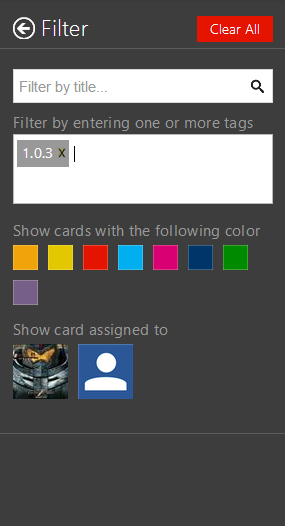 Filter
Clear All
Filter by title...
Filter by entering one or more tags
1.0.3 x
Show cards with the following color
Show card assigned to